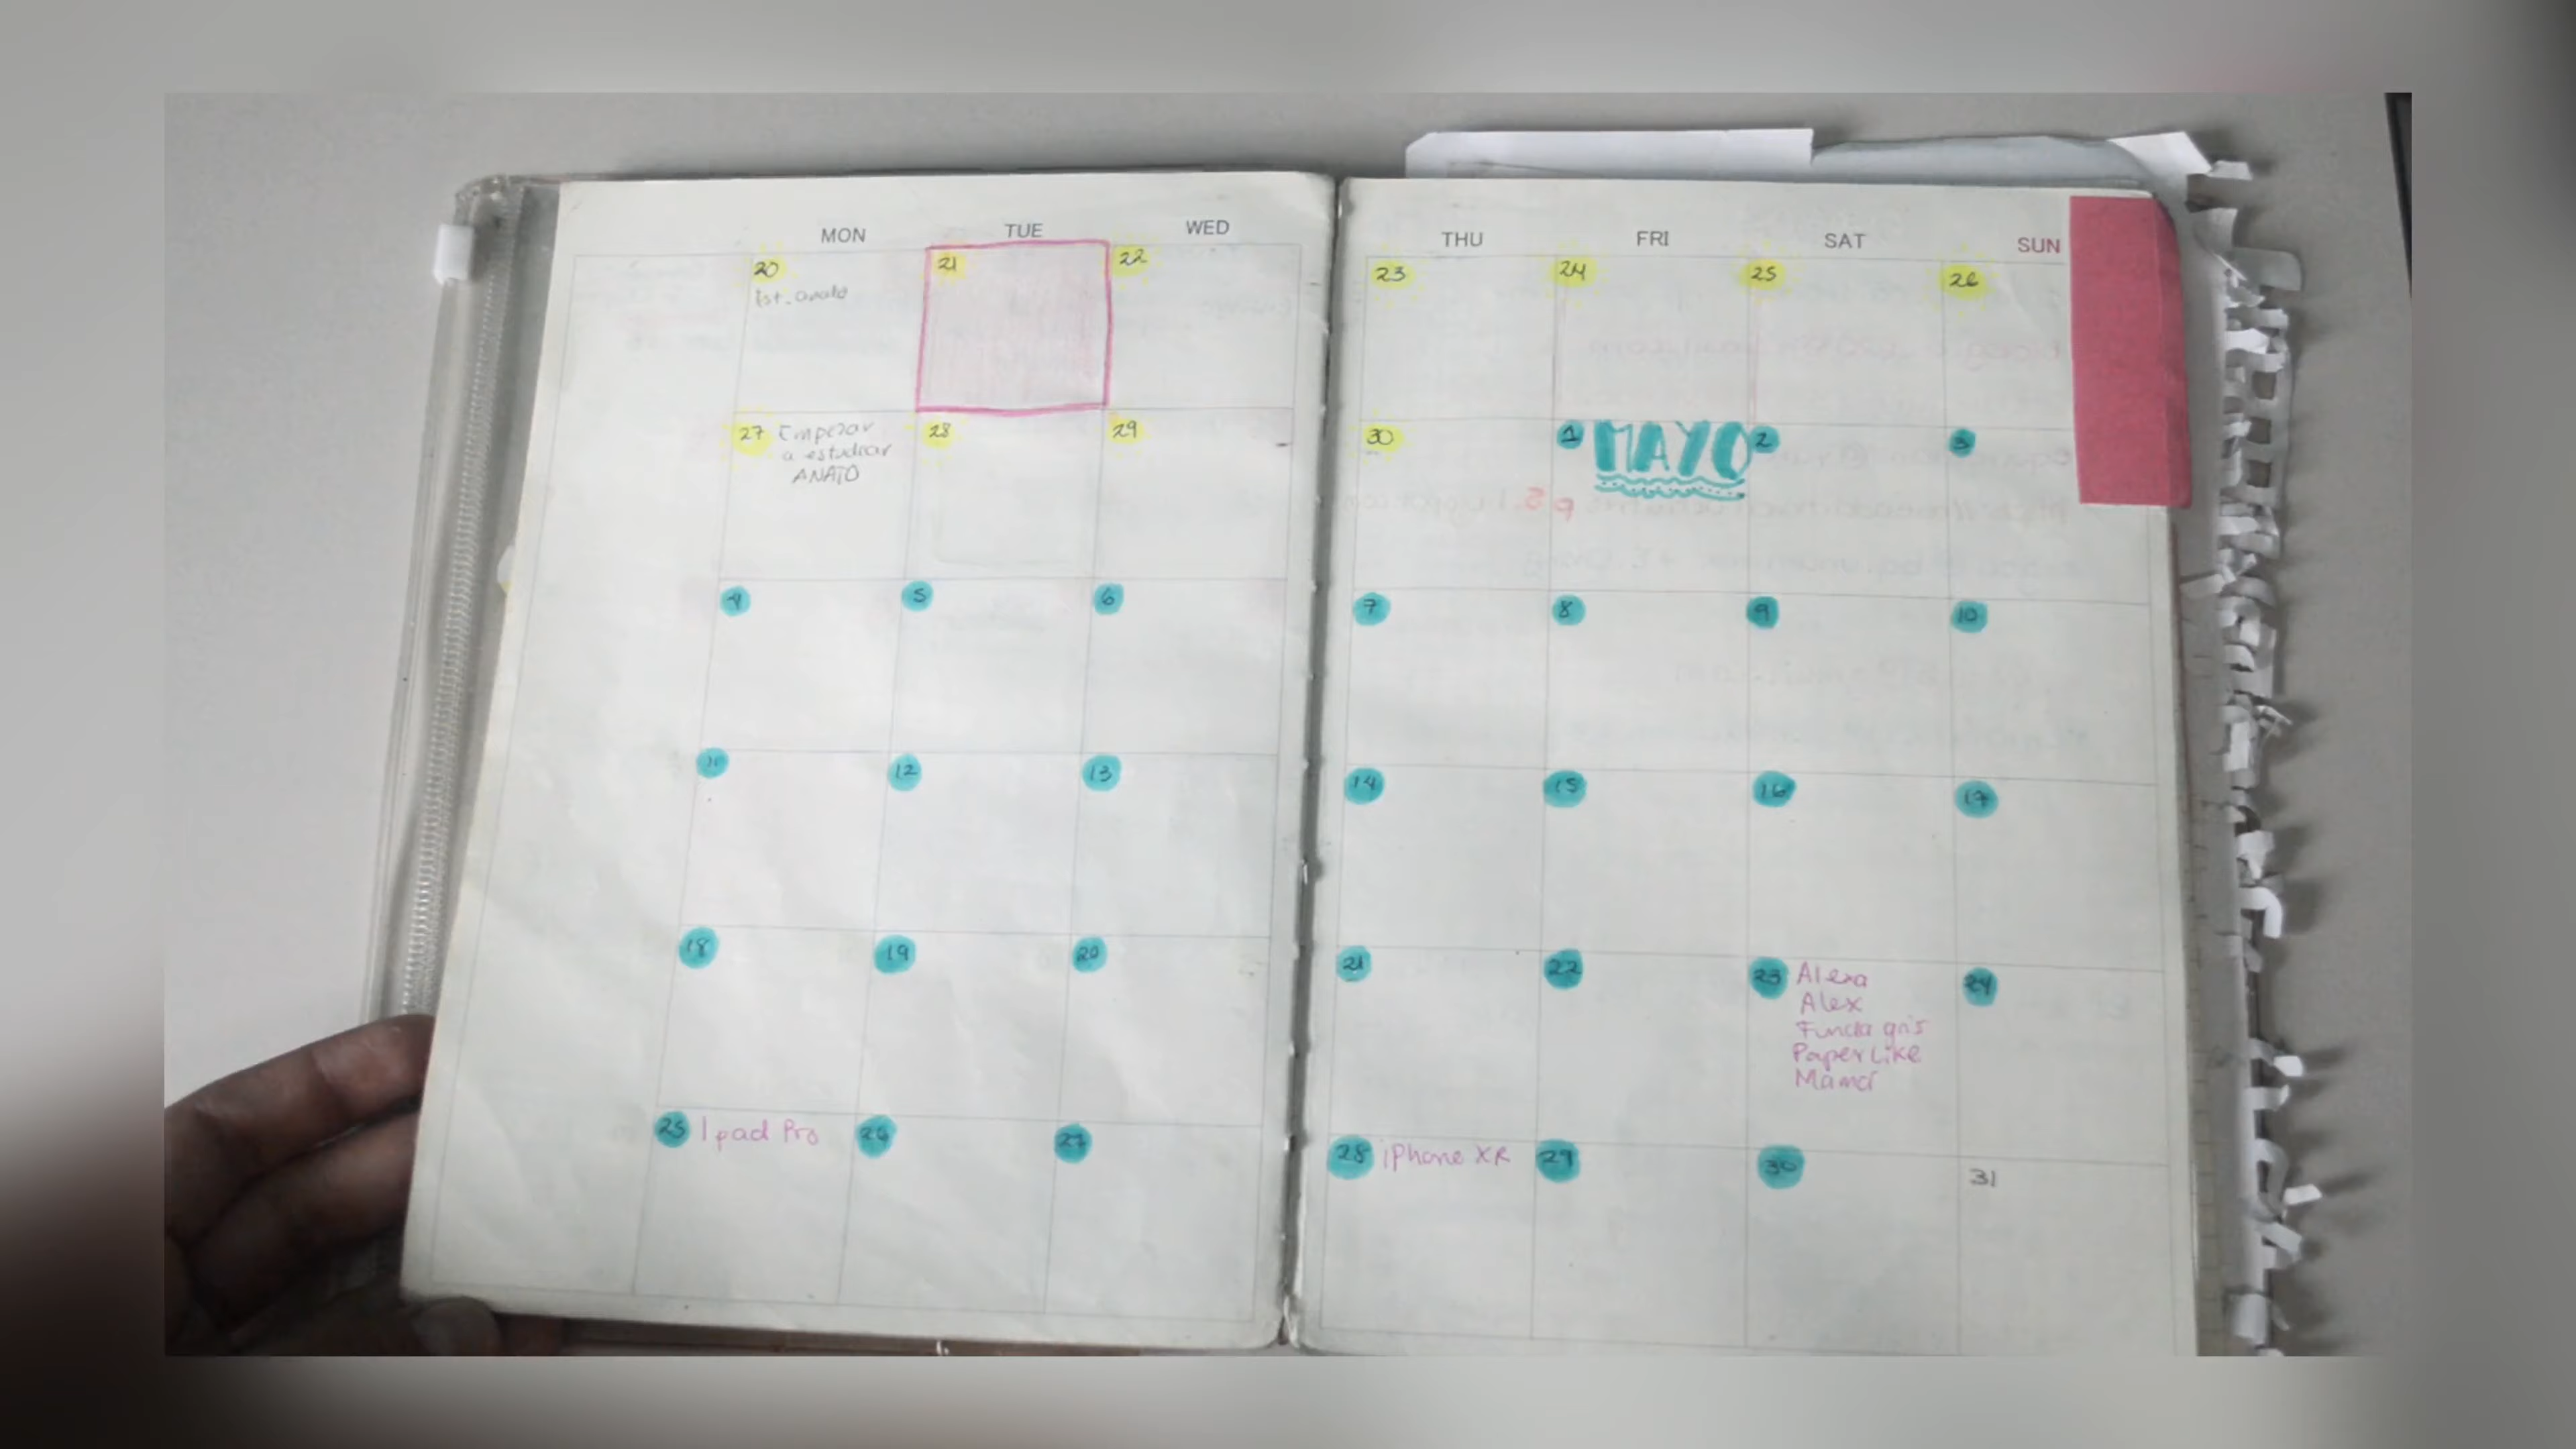 MON TUE WED THU FRI SAT SUN
20 21 22 23 24 25 26
Est. anato
27 Empezar 28 29 30 1 MAYO 2 3
a estudiar
ANATO
4 5 6 7 8 9 10
11 12 13 14 15 16 17
18 19 20 21 22 23 Alexa 24
Alex
Funda gris
PaperLike
Mamá
25 Ipad Pro 26 27 28 iPhone XR 29 30 31